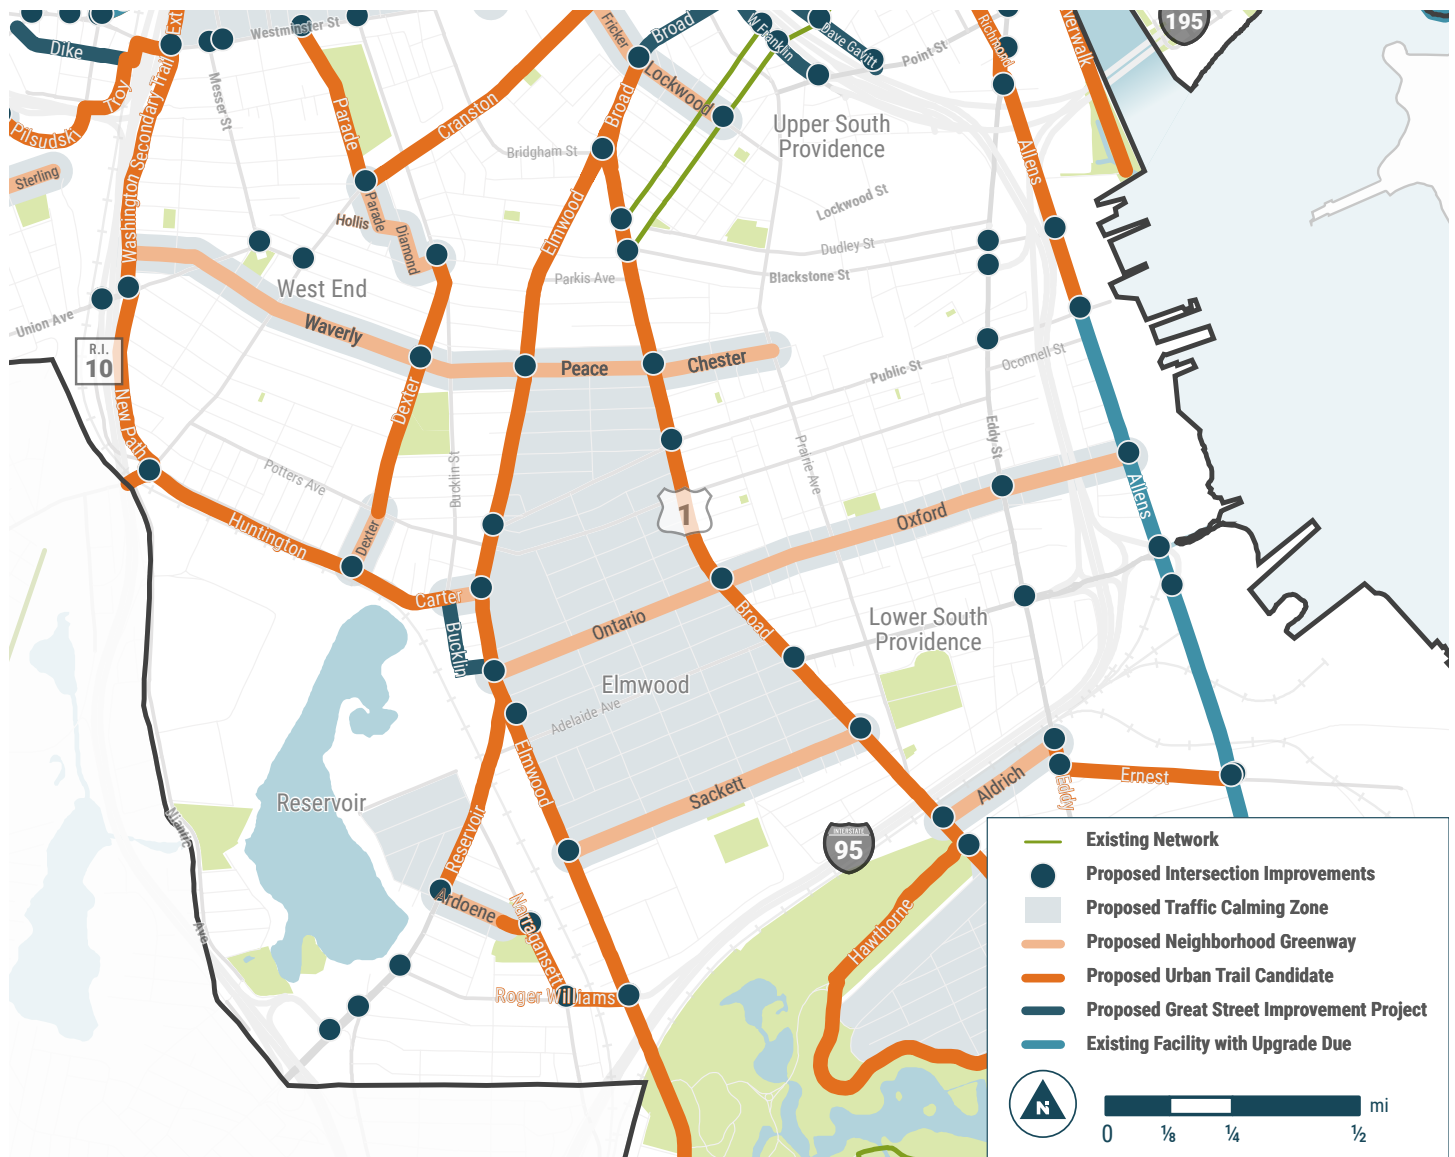 Westminster St
Dike
Troy
Pilsudski
Sterling
Washington Secondary Trail
Ext
Messer St
Parade
Cranston
Fricker
Broad
Lockwood
W Franklin
Dave Gavitt
Point St
Richmond
verwalk
195
Upper South
Providence
Bridgham St
Broad
Parade
Hollis
Diamond
Elmwood
Parkis Ave
Lockwood St
Dudley St
Blackstone St
Allens
Union Ave
West End
R.I.
10
New Path
Waverly
Peace
Chester
Public St
Oconnell St
Dexter
Potters Ave
Bucklin St
Prairie Ave
Eddy St
1
Huntington
Dexter
Oxford
Allens
Carter
Bucklin
Ontario
Broad
Lower South
Providence
Elmwood
Adelaide Ave
Elmwood
Sackett
Reservoir
Reservoir
Niantic
Ave
Ardoene
Narragansett
Roger Williams
INTERSTATE
95
Aldrich
Eddy
Ernest
Hawthorne
Existing Network
Proposed Intersection Improvements
Proposed Traffic Calming Zone
Proposed Neighborhood Greenway
Proposed Urban Trail Candidate
Proposed Great Street Improvement Project
Existing Facility with Upgrade Due
N
mi
0 ⅛ ¼ ½